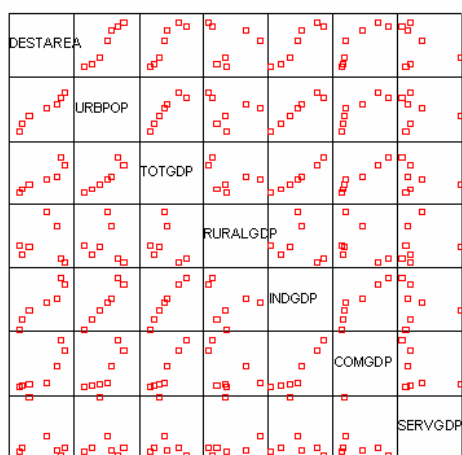 DESTAREA
URBPOP
TOTGDP
RURALGDP
INDGDP
COMGDP
SERVGDP